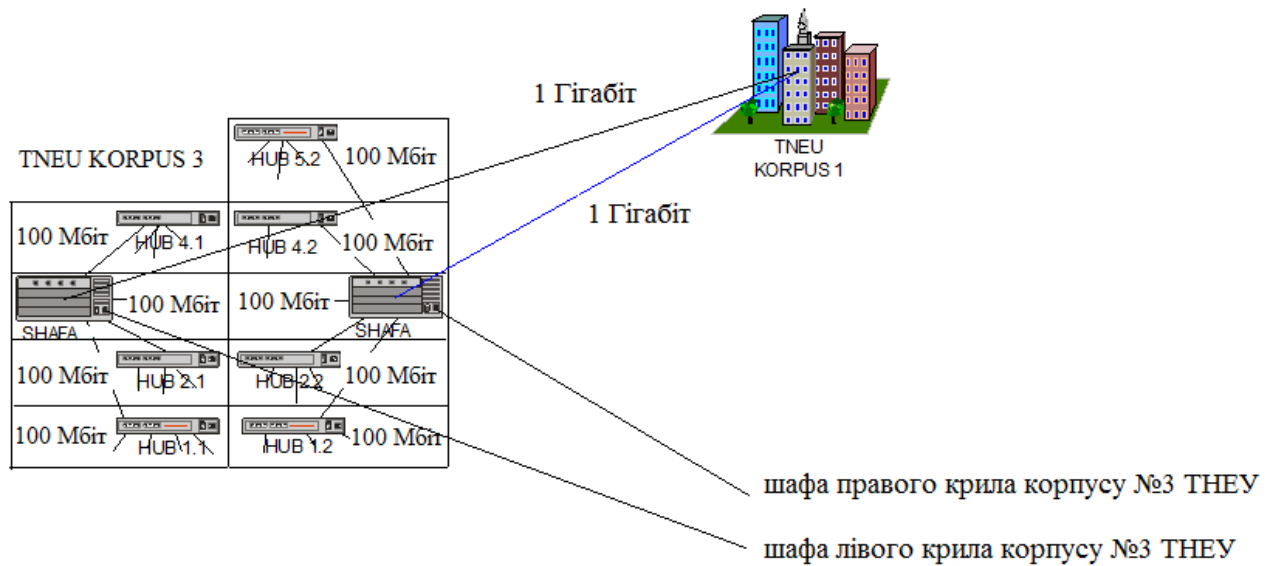 1 Гігабіт
TNEU
KORPUS 1
TNEU KORPUS 3
HUB 5.2
100 Мбіт
1 Гігабіт
100 Мбіт
HUB 4.1
HUB 4.2
100 Мбіт
SHAFA
100 Мбіт
100 Мбіт
SHAFA
100 Мбіт
HUB 2.1
HUB 2.2
100 Мбіт
100 Мбіт
HUB 1.1
HUB 1.2
100 Мбіт
шафа правого крила корпусу №3 ТНЕУ
шафа лівого крила корпусу №3 ТНЕУ